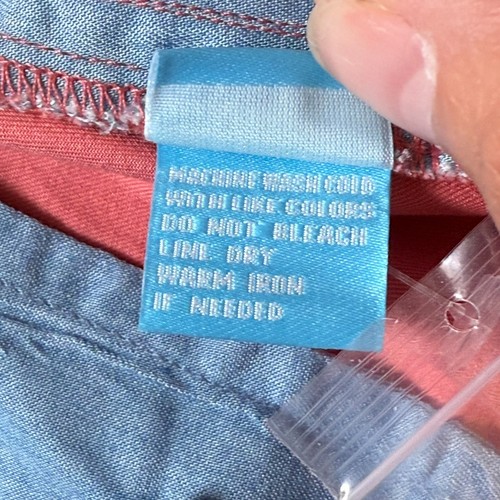 MACHINE WASH COLD
WITH LIKE COLORS
DO NOT BLEACH
LINE DRY
WARM IRON
IF NEEDED